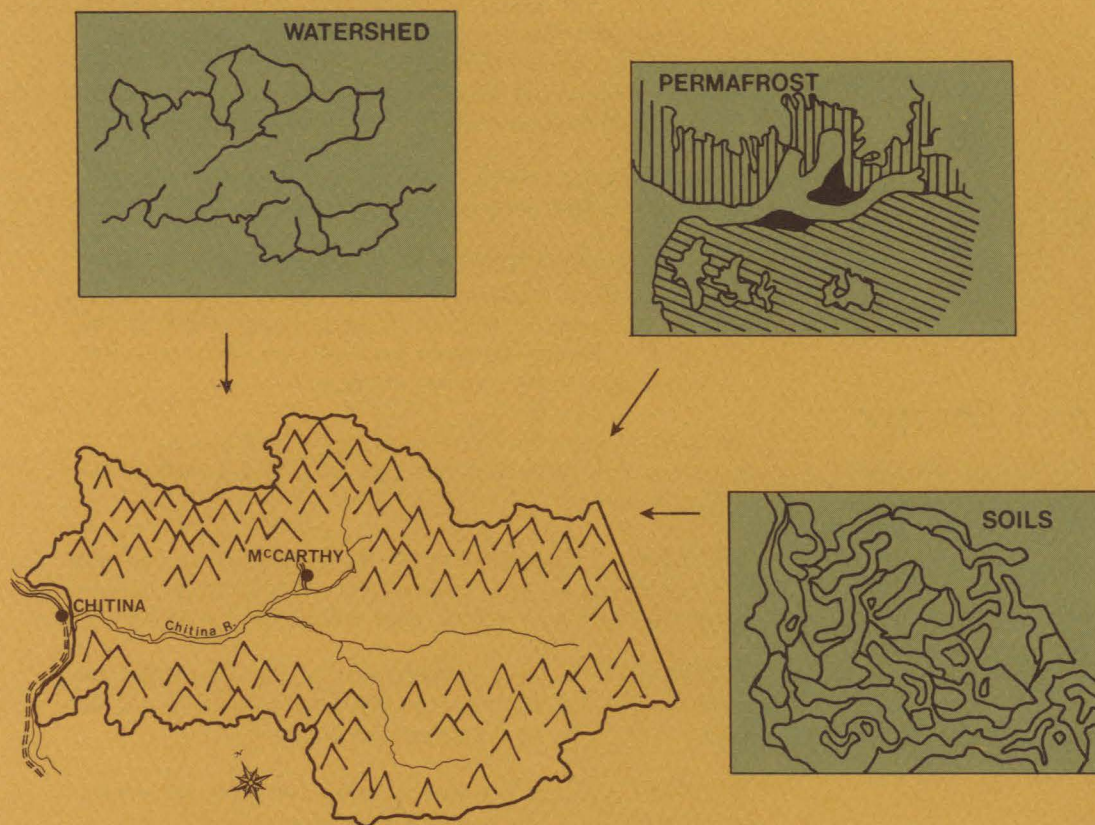 WATERSHED
PERMAFROST
SOILS
McCARTHY
CHITINA
Chitina R.